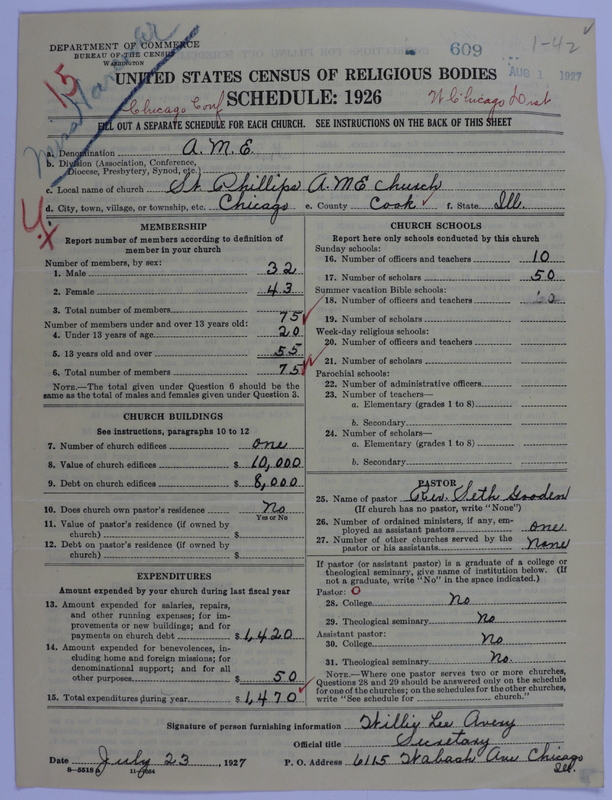 DEPARTMENT OF COMMERCE
BUREAU OF THE CENSUS
WASHINGTON
609
1-42
AUG 1 1927
15
UNITED STATES CENSUS OF RELIGIOUS BODIES
Chicago Conf
SCHEDULE: 1926
W Chicago Dist
FILL OUT A SEPARATE SCHEDULE FOR EACH CHURCH. SEE INSTRUCTIONS ON THE BACK OF THIS SHEET
a. Denomination A.M.E.
b. Division (Association, Conference, Diocese, Presbytery, Synod, etc.)
c. Local name of church St. Phillips A.M.E church
d. City, town, village, or township, etc. Chicago e. County Cook f. State Ill.
MEMBERSHIP
Report number of members according to definition of member in your church
Number of members, by sex:
1. Male 32
2. Female 43
3. Total number of members 75
Number of members under and over 13 years old:
4. Under 13 years of age 20
5. 13 years old and over 55
6. Total number of members 75
NOTE.—The total given under Question 6 should be the same as the total of males and females given under Question 3.
CHURCH BUILDINGS
See instructions, paragraphs 10 to 12
7. Number of church edifices one
8. Value of church edifices $ 10,000
9. Debt on church edifices $ 8,000
10. Does church own pastor's residence No
Yes or No
11. Value of pastor's residence (if owned by church) $
12. Debt on pastor's residence (if owned by church) $
EXPENDITURES
Amount expended by your church during last fiscal year
13. Amount expended for salaries, repairs, and other running expenses; for improvements or new buildings; and for payments on church debt $ 1,420
14. Amount expended for benevolences, including home and foreign missions; for denominational support; and for all other purposes $ 50
15. Total expenditures during year $ 1,470
CHURCH SCHOOLS
Report here only schools conducted by this church
Sunday schools:
16. Number of officers and teachers 10
17. Number of scholars 50
Summer vacation Bible schools:
18. Number of officers and teachers
19. Number of scholars
Week-day religious schools:
20. Number of officers and teachers
21. Number of scholars
Parochial schools:
22. Number of administrative officers
23. Number of teachers—
a. Elementary (grades 1 to 8)
b. Secondary
24. Number of scholars—
a. Elementary (grades 1 to 8)
b. Secondary
PASTOR
25. Name of pastor Rev. Seth Gooden
(If church has no pastor, write "None")
26. Number of ordained ministers, if any, employed as assistant pastors one
27. Number of other churches served by the pastor or his assistants None
If pastor (or assistant pastor) is a graduate of a college or theological seminary, give name of institution below. (If not a graduate, write "No" in the space indicated.)
Pastor: O
28. College No
29. Theological seminary No
Assistant pastor:
30. College No
31. Theological seminary No.
NOTE.—Where one pastor serves two or more churches, Questions 28 and 29 should be answered only on the schedule for one of the churches; on the schedules for the other churches, write "See schedule for church."
Signature of person furnishing information Willie Lee Avery
Official title Secretary
Date July 23, 1927 P. O. Address 6115 Wabash Ave Chicago Ill.